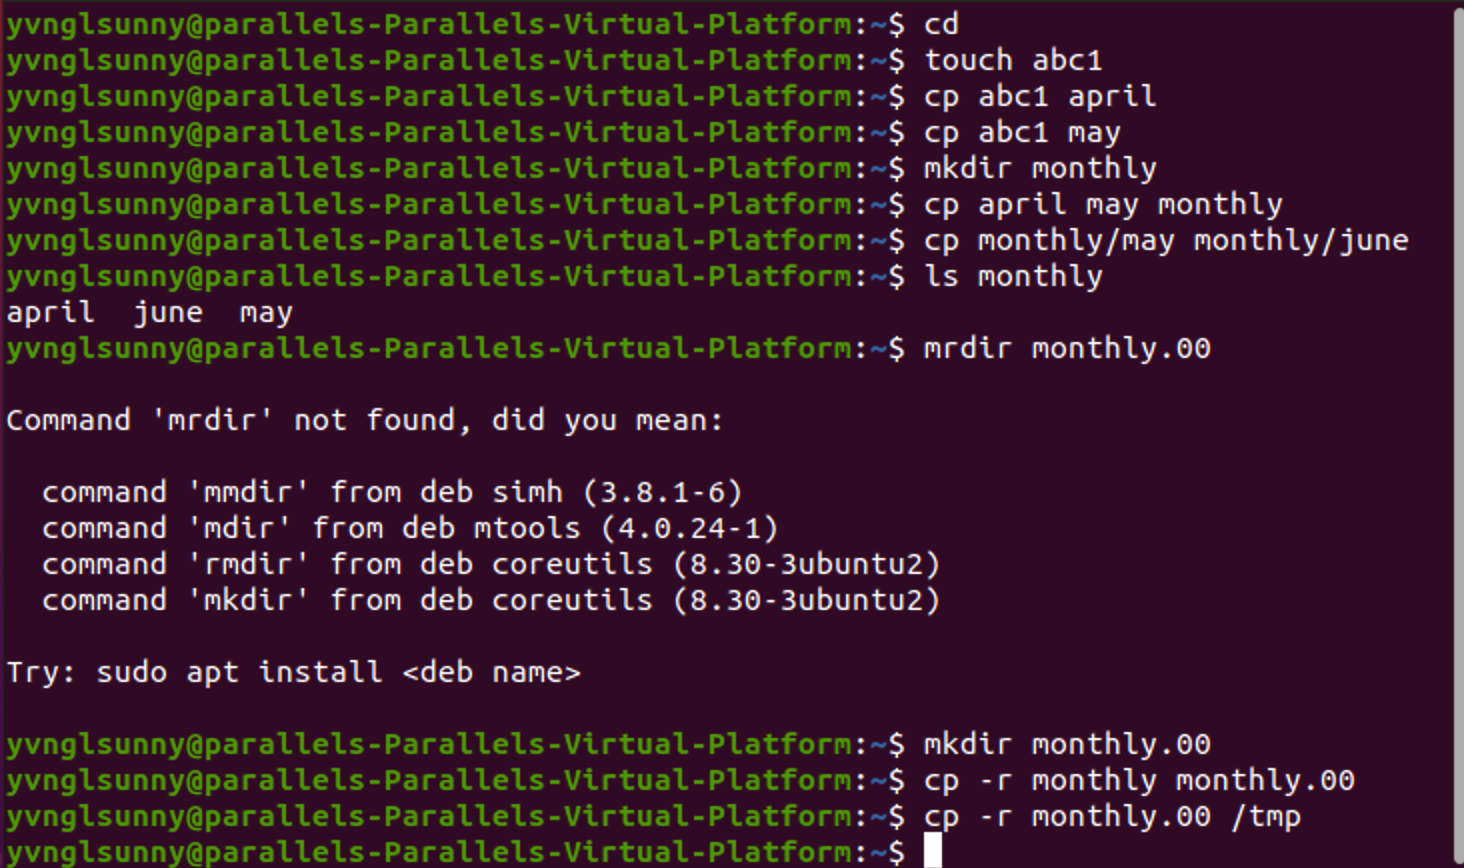 yvnglsunny@parallels-Parallels-Virtual-Platform:~$ cd
yvnglsunny@parallels-Parallels-Virtual-Platform:~$ touch abc1
yvnglsunny@parallels-Parallels-Virtual-Platform:~$ cp abc1 april
yvnglsunny@parallels-Parallels-Virtual-Platform:~$ cp abc1 may
yvnglsunny@parallels-Parallels-Virtual-Platform:~$ mkdir monthly
yvnglsunny@parallels-Parallels-Virtual-Platform:~$ cp april may monthly
yvnglsunny@parallels-Parallels-Virtual-Platform:~$ cp monthly/may monthly/june
yvnglsunny@parallels-Parallels-Virtual-Platform:~$ ls monthly
april  june  may
yvnglsunny@parallels-Parallels-Virtual-Platform:~$ mrdir monthly.00
Command 'mrdir' not found, did you mean:
  command 'mmdir' from deb simh (3.8.1-6)
  command 'mdir' from deb mtools (4.0.24-1)
  command 'rmdir' from deb coreutils (8.30-3ubuntu2)
  command 'mkdir' from deb coreutils (8.30-3ubuntu2)
Try: sudo apt install <deb name>
yvnglsunny@parallels-Parallels-Virtual-Platform:~$ mkdir monthly.00
yvnglsunny@parallels-Parallels-Virtual-Platform:~$ cp -r monthly monthly.00
yvnglsunny@parallels-Parallels-Virtual-Platform:~$ cp -r monthly.00 /tmp
yvnglsunny@parallels-Parallels-Virtual-Platform:~$